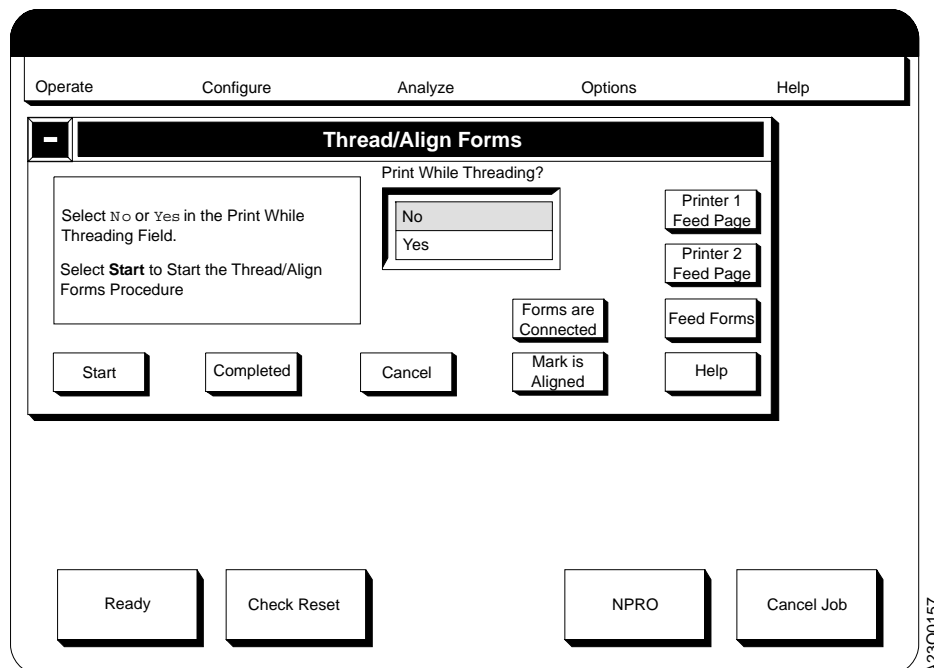 Operate Configure Analyze Options Help
Thread/Align Forms
Print While Threading?
Select No or Yes in the Print While
Threading Field.
Select Start to Start the Thread/Align
Forms Procedure
No
Yes
Printer 1
Feed Page
Printer 2
Feed Page
Forms are
Connected
Feed Forms
Start
Completed
Cancel
Mark is
Aligned
Help
Ready
Check Reset
NPRO
Cancel Job
A23O0157